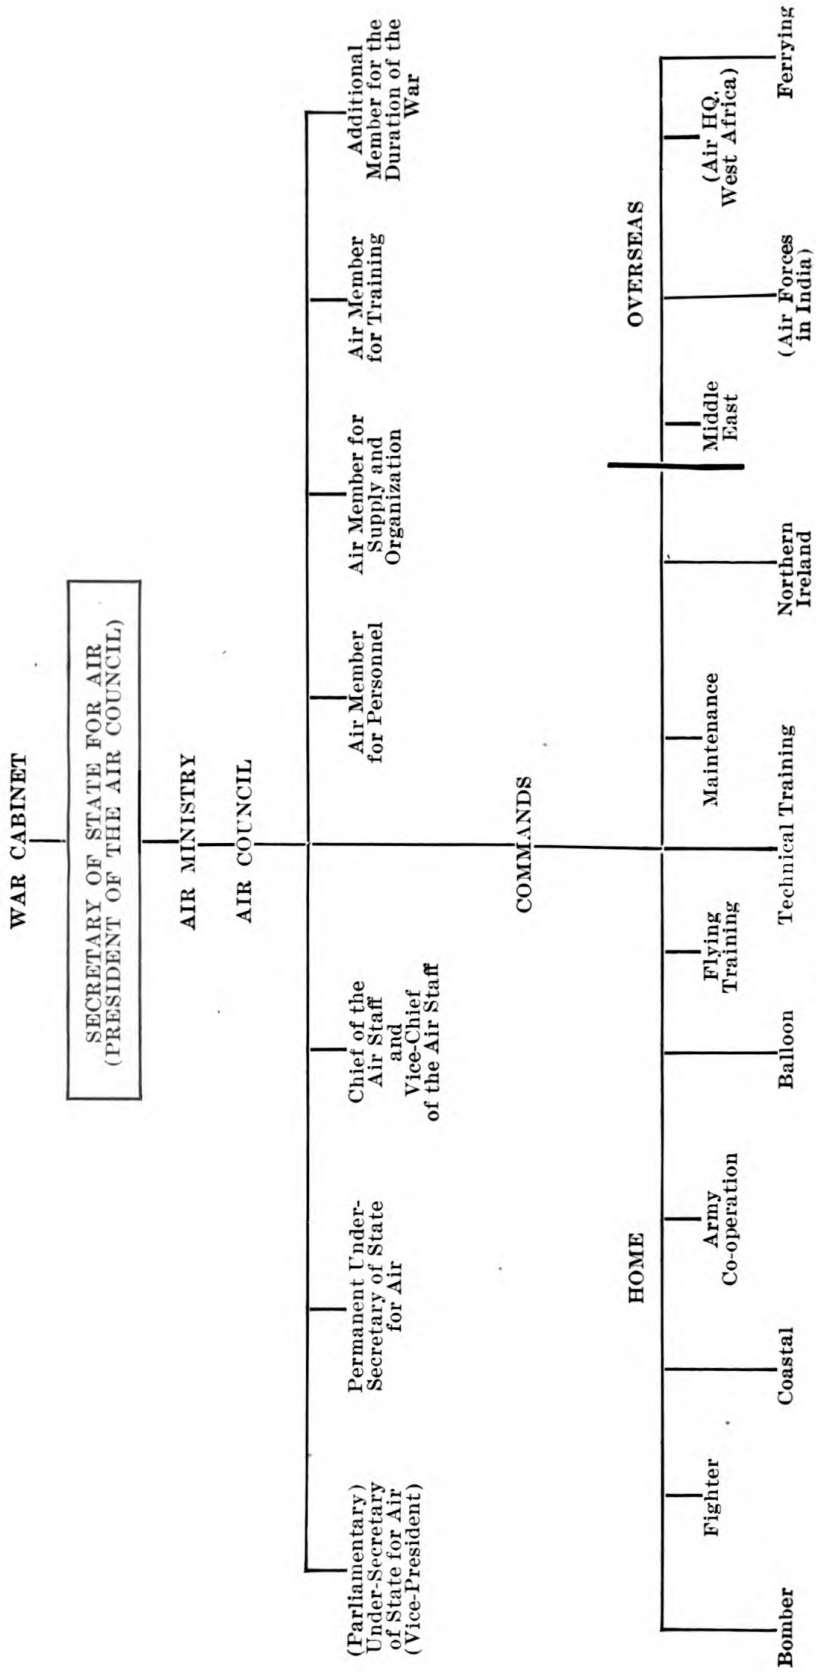 WAR CABINET
SECRETARY OF STATE FOR AIR
(PRESIDENT OF THE AIR COUNCIL)
AIR MINISTRY
AIR COUNCIL
(Parliamentary)
Under-Secretary
of State for Air
(Vice-President)
Permanent Under-
Secretary of State
for Air
Chief of the
Air Staff
and
Vice-Chief
of the Air Staff
Air Member
for Personnel
Air Member for
Supply and
Organization
Air Member
for Training
Additional
Member for the
Duration of the
War
COMMANDS
HOME
OVERSEAS
Bomber
Fighter
Coastal
Army
Co-operation
Balloon
Flying
Training
Technical Training
Maintenance
Northern
Ireland
Middle
East
(Air Forces
in India)
(Air HQ,
West Africa)
Ferrying